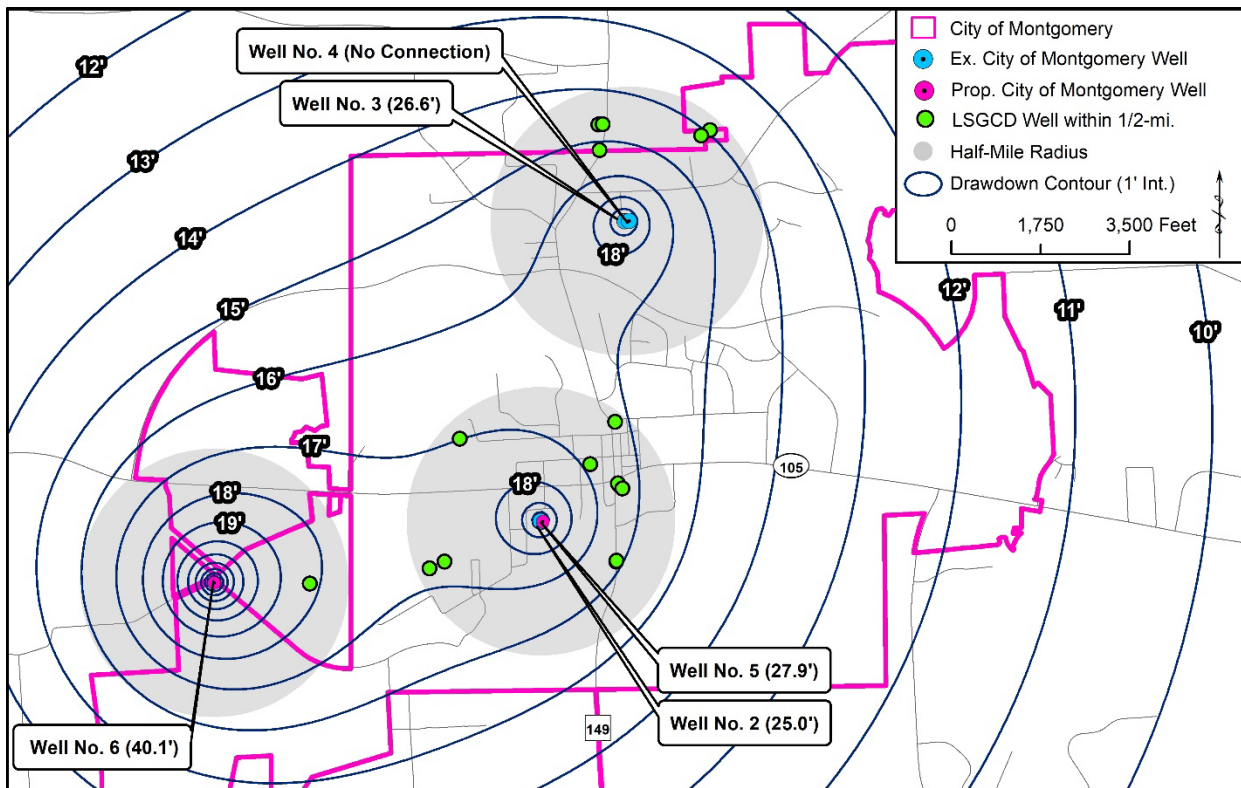 Well No. 4 (No Connection)
Well No. 3 (26.6')
City of Montgomery
Ex. City of Montgomery Well
Prop. City of Montgomery Well
LSGCD Well within 1/2-mi.
Half-Mile Radius
Drawdown Contour (1' Int.)
0 1,750 3,500 Feet
12'
13'
14'
15'
16'
17'
18'
19'
18'
18'
12'
11'
10'
105
149
Well No. 5 (27.9')
Well No. 2 (25.0')
Well No. 6 (40.1')